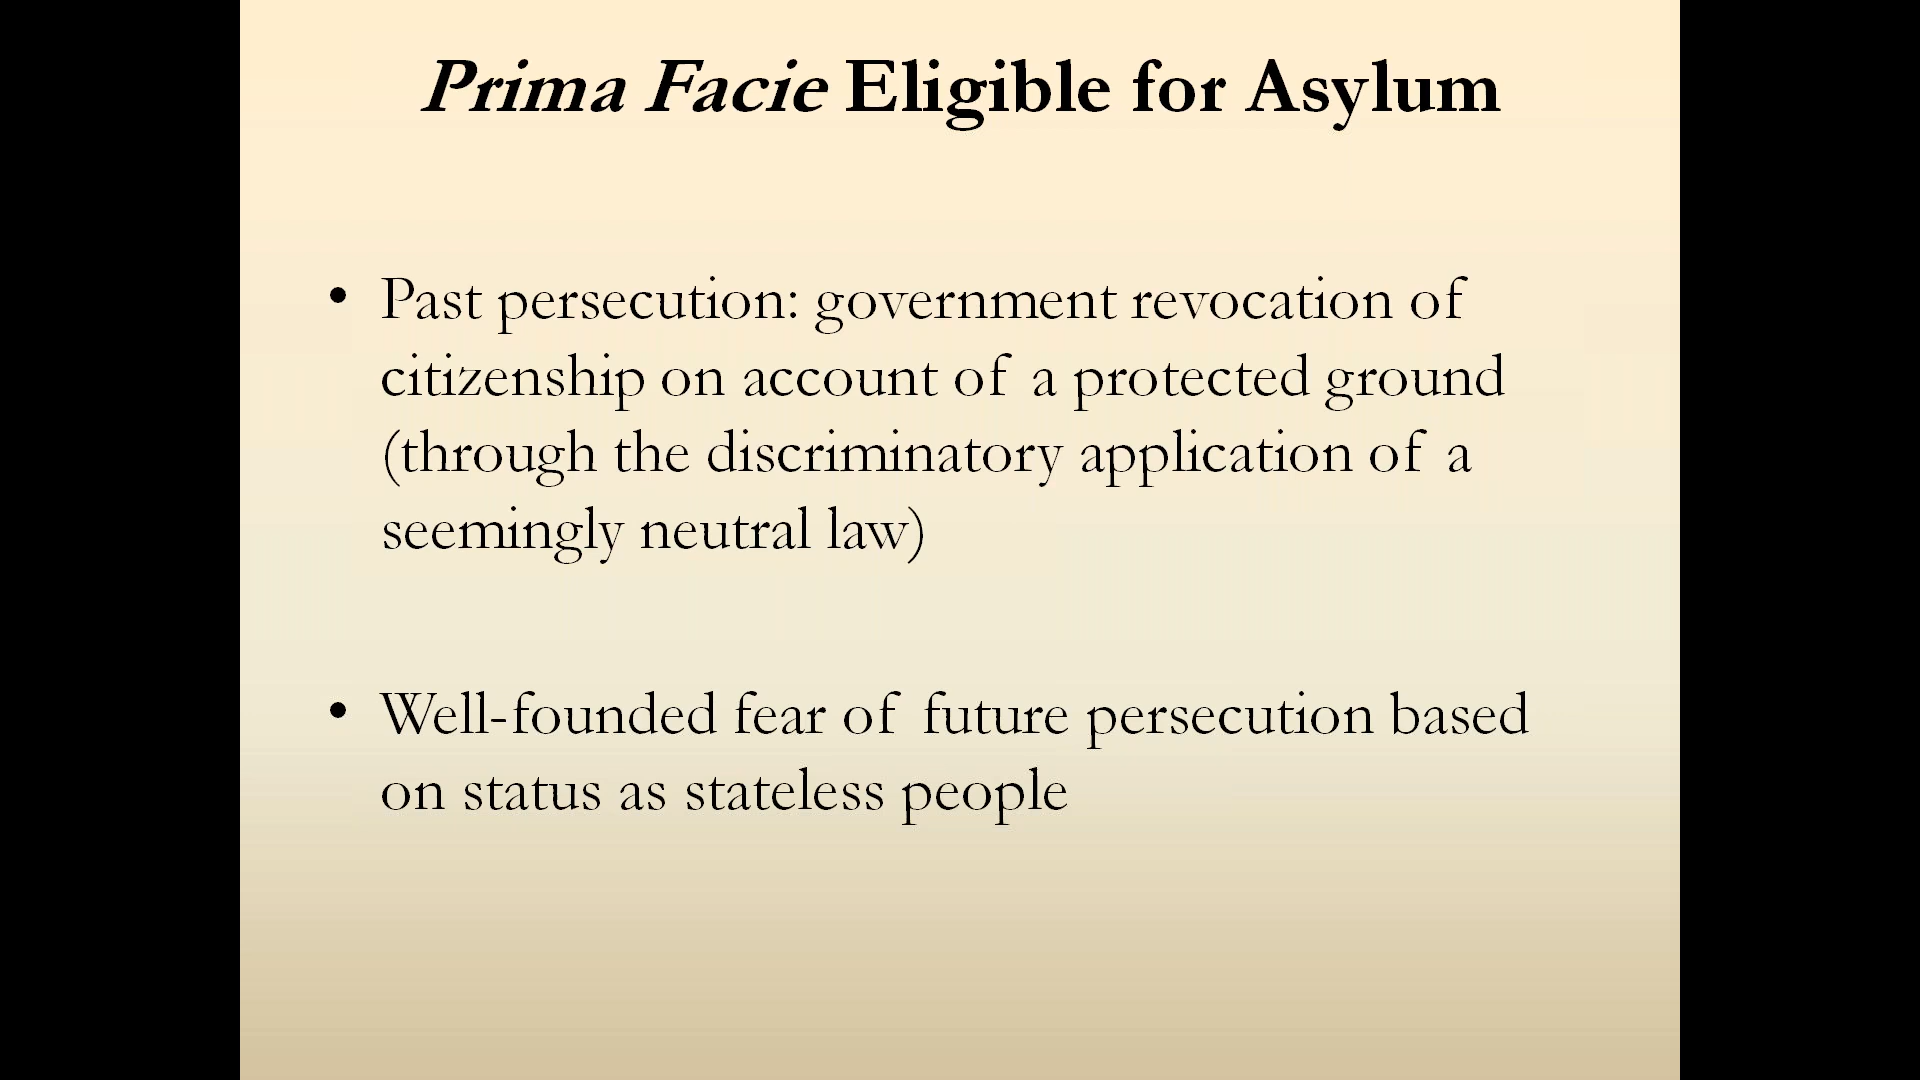 Prima Facie Eligible for Asylum
• Past persecution: government revocation of
citizenship on account of a protected ground
(through the discriminatory application of a
seemingly neutral law)
• Well-founded fear of future persecution based
on status as stateless people